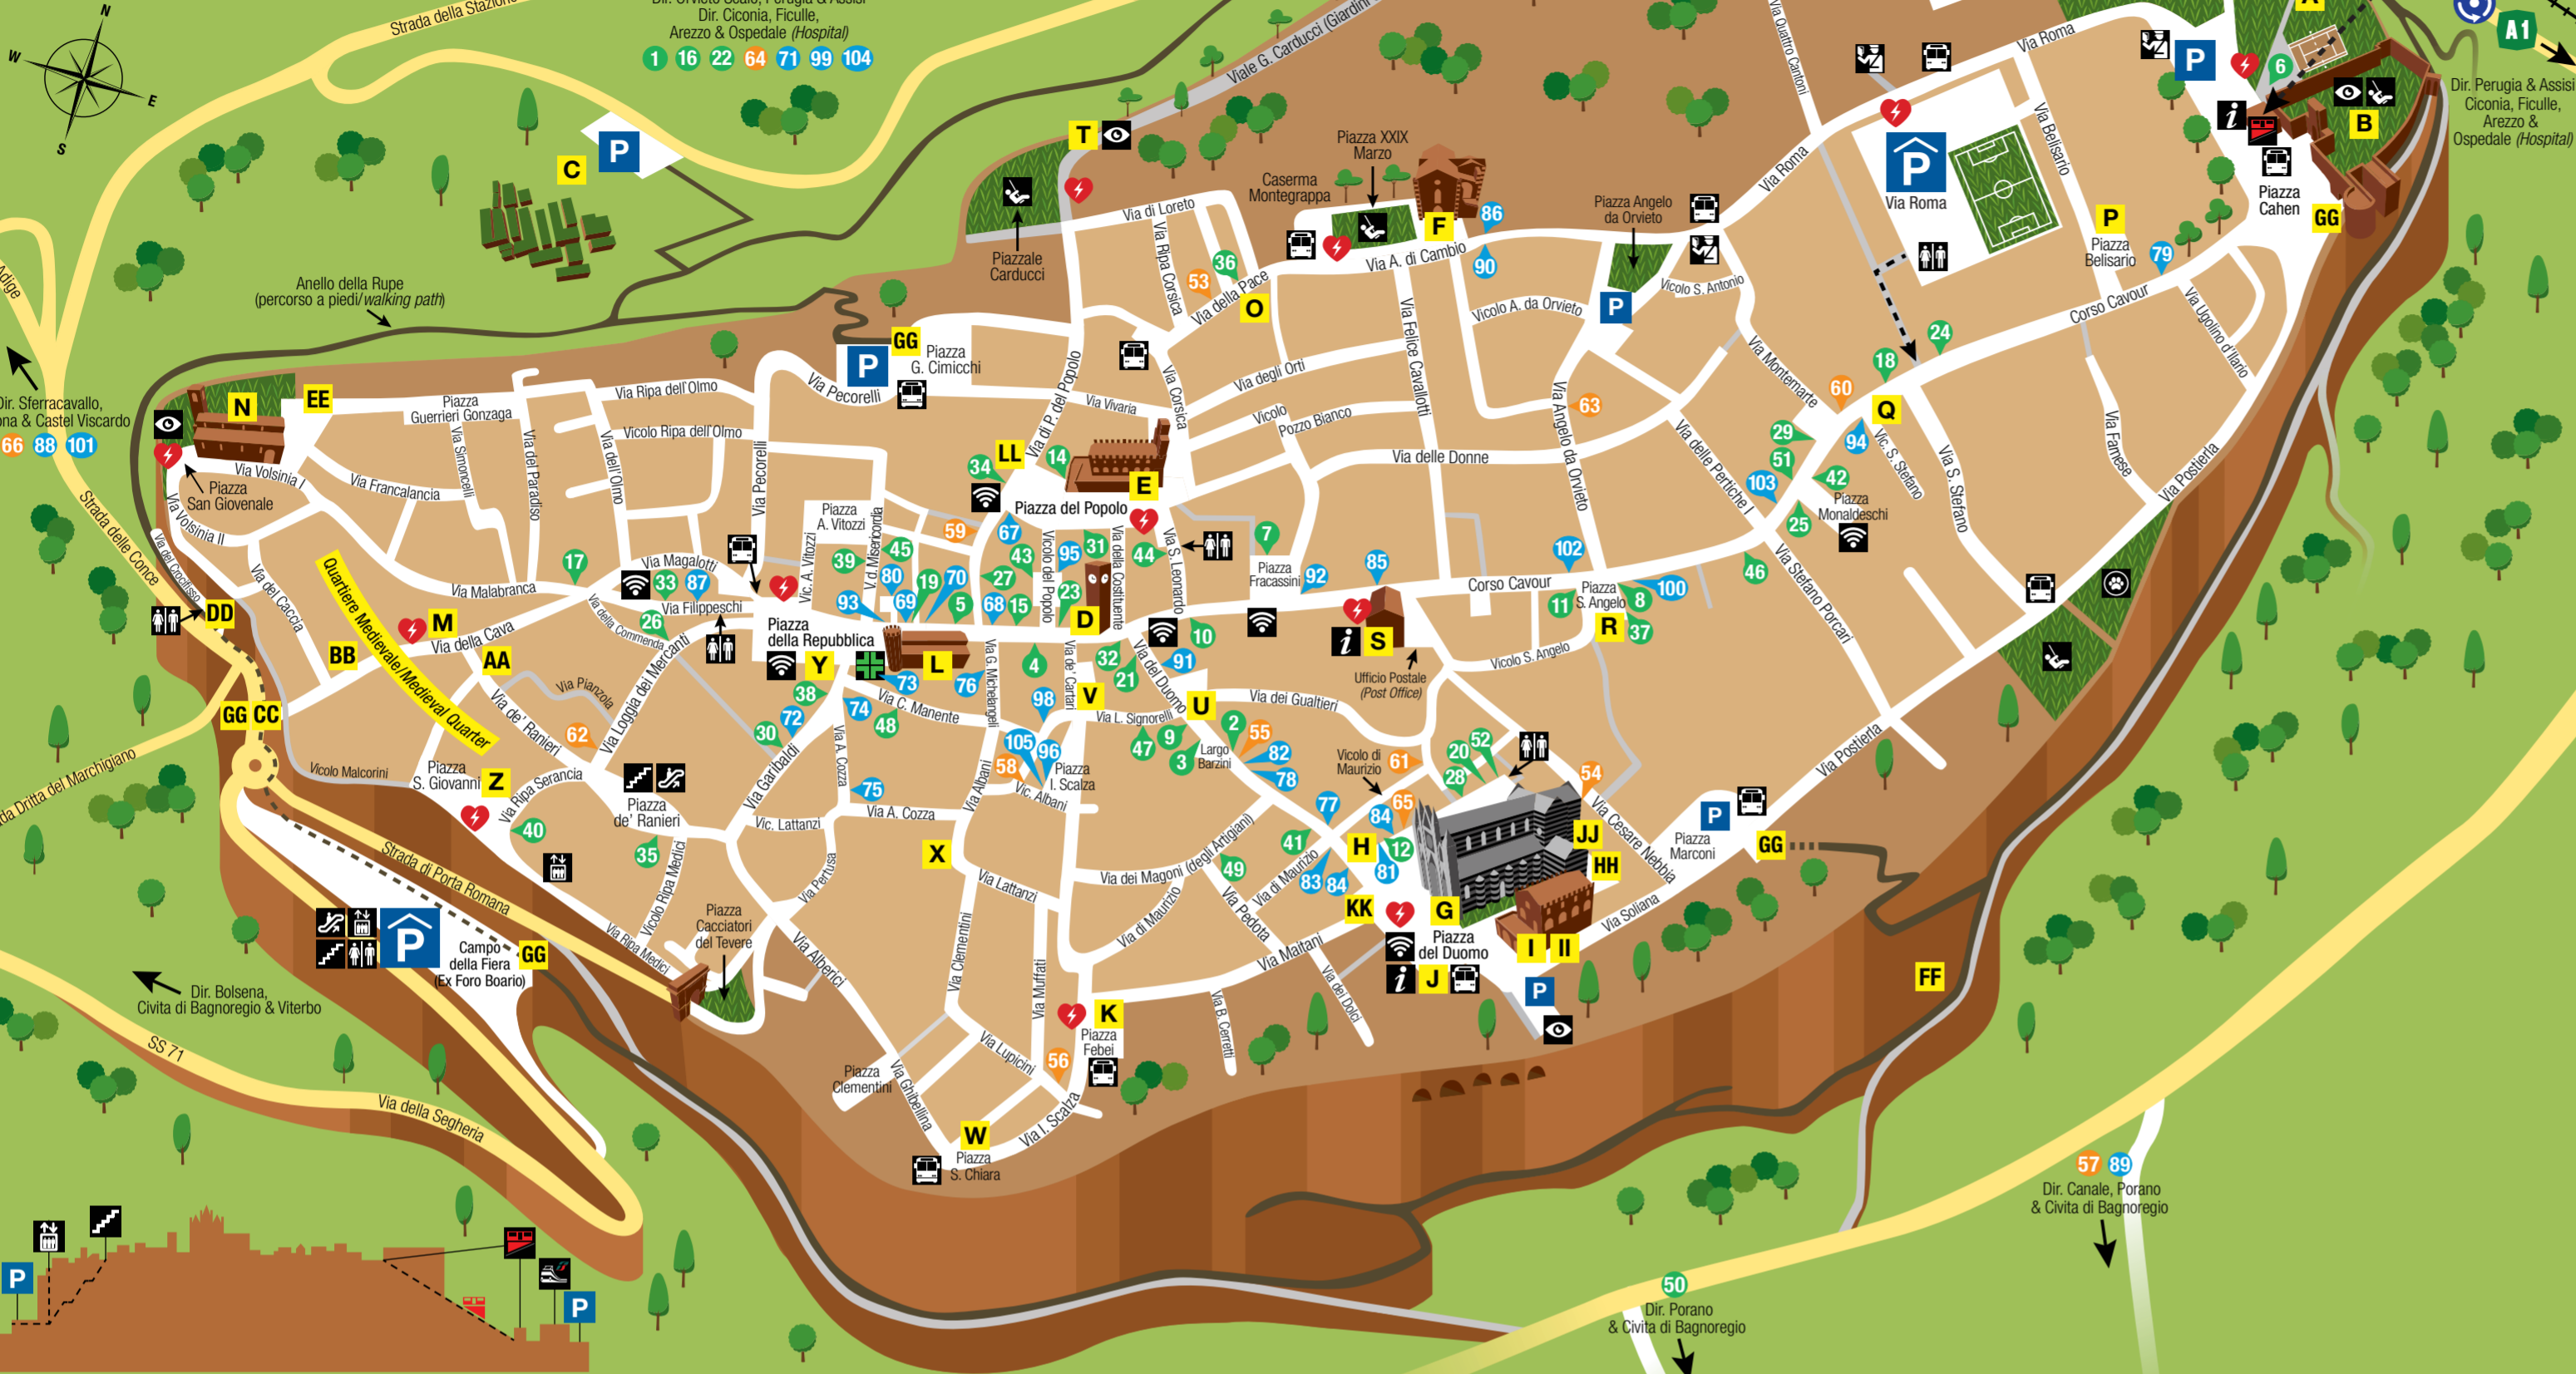 N
W
E
S
Strada della Stazione
Dir. Orvieto Scalo, Perugia & Assisi
Dir. Ciconia, Ficulle,
Arezzo & Ospedale (Hospital)
1 16 22 64 71 99 104
Viale G. Carducci (Giardini
Via Quattro Cantoni
Via Roma
P
6
A1
Dir. Perugia & Assisi
Ciconia, Ficulle,
Arezzo &
Ospedale (Hospital)
B
i
Piazza
Cahen
GG
C
P
T
Piazza XXIX
Marzo
Caserma
Montegrappa
F
86
90
Via A. di Cambio
Piazza Angelo
da Orvieto
P
Vicolo S. Antonio
Via Roma
P
Via Roma
Via Belisario
P
Piazza
Belisario
79
Corso Cavour
Via Ugolino d'Ilario
24
18
Piazzale
Carducci
Via di Loreto
Via Ripa Corsica
53
36
Via della Pace
O
Vicolo A. da Orvieto
Via Felice Cavallotti
Anello della Rupe
(percorso a piedi/walking path)
Adige
Dir. Sferracavallo,
66 88 101
Strada delle Conce
N
EE
Piazza
San Giovenale
Piazza
Guerrieri Gonzaga
Via Ripa dell'Olmo
Vicolo Ripa dell'Olmo
Via Pecorelli
P
GG
Piazza
G. Cimicchi
Via Pecorelli
Via di P. del Popolo
Via Vivaria
Via Corsica
Via degli Orti
Vicolo
Pozzo Bianco
Via delle Donne
Via Angelo da Orvieto
63
Via Montemarte
60
Q
94
Vic. S. Stefano
Via S. Stefano
Via Farnese
Via Postierla
29
51
103
42
25
Piazza
Monaldeschi
Via delle Pertiche I
46
Via Stefano Porcari
Via Volsinia I
Via Volsinia II
Via Francalancia
Via Simoncelli
Via del Paradiso
Via dell'Olmo
Via del Crocifisso
Via del Caccia
Quartiere Medievale/Medieval Quarter
Via Malabranca
17
LL
34
14
E
Piazza del Popolo
Piazza
A. Vitozzi
Vic. A. Vitozzi
V. d. Misericordia
59
67
39
45
43
95
31
44
Vicolo del Popolo
Via della Costituente
Via S. Leonardo
7
Piazza
Fracassini
92
85
Corso Cavour
102
Piazza
S. Angelo
100
11
8
R
37
Via Magalotti
33
87
Via Filippeschi
26
Via della Commenda
80
19
70
27
93
69
5
68
15
23
D
Piazza
della Repubblica
Y
L
73
76
4
32
21
10
91
i
S
Ufficio Postale
(Post Office)
Vicolo S. Angelo
DD
M
Via della Cava
BB
AA
Via Pianzola
Via Loggia dei Mercanti
Via de' Ranieri
62
GG
CC
38
72
30
74
48
Via C. Manente
Via G. Michelangeli
Via de' Cartari
98
V
Via L. Signorelli
Via del Duomo
U
Via dei Gualtieri
47
9
3
2
55
82
78
Largo
Barzini
Vicolo di
Maurizio
61
20
52
28
54
Via Postierla
Strada Dritta del Marchigiano
Vicolo Malcorini
Piazza
S. Giovanni
Z
Via Ripa Serancia
40
Piazza
de' Ranieri
35
Via Garibaldi
Via A. Cozza
75
Via A. Cozza
Vic. Lattanzi
105
96
58
Piazza
I. Scalza
Vic. Albani
Via Albani
X
Via Lattanzi
Via dei Magoni (degli Artigiani)
49
41
77
84
65
H
12
81
83
84
Via di Maurizio
Via di Maurizio
Via Pedota
KK
G
JJ
HH
Via Cesare Nebbia
P
Piazza
Marconi
GG
Via Soliana
I
II
Piazza
del Duomo
i
J
P
FF
Via Maitani
Via dei Dolci
Via B. Cerretti
Strada di Porta Romana
P
Campo
della Fiera
(Ex Foro Boario)
GG
Via Ripa Medici
Vicolo Ripa Medici
Piazza
Cacciatori
del Tevere
Via Pertusa
Via Alberici
Via Clementini
Via Muffati
K
Piazza
Febei
56
Via Lupicini
Piazza
Clementini
Via Ghibellina
Via I. Scalza
W
Piazza
S. Chiara
Dir. Bolsena,
Civita di Bagnoregio & Viterbo
SS 71
Via della Segheria
P
P
57 89
Dir. Canale, Porano
& Civita di Bagnoregio
50
Dir. Porano
& Civita di Bagnoregio